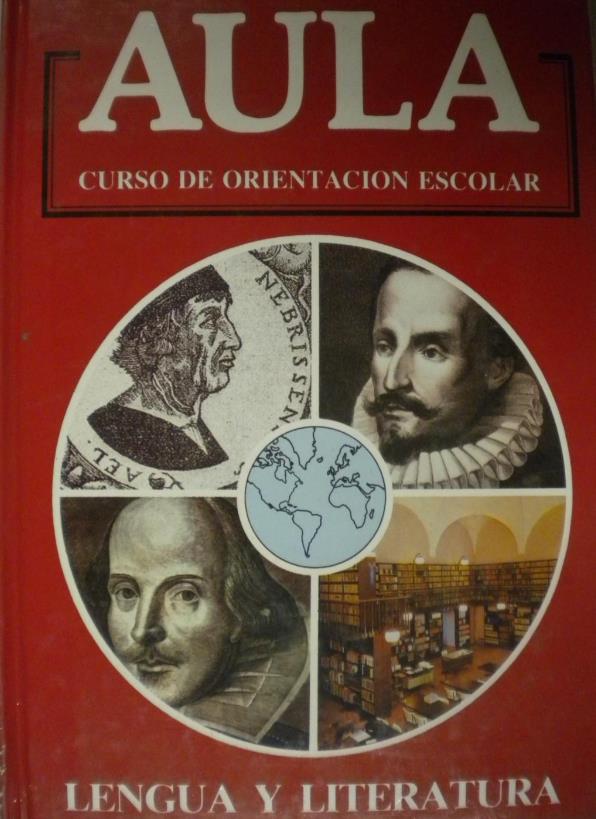 AULA
CURSO DE ORIENTACION ESCOLAR
NEBRISSEN
AEL
LENGUA Y LITERATURA